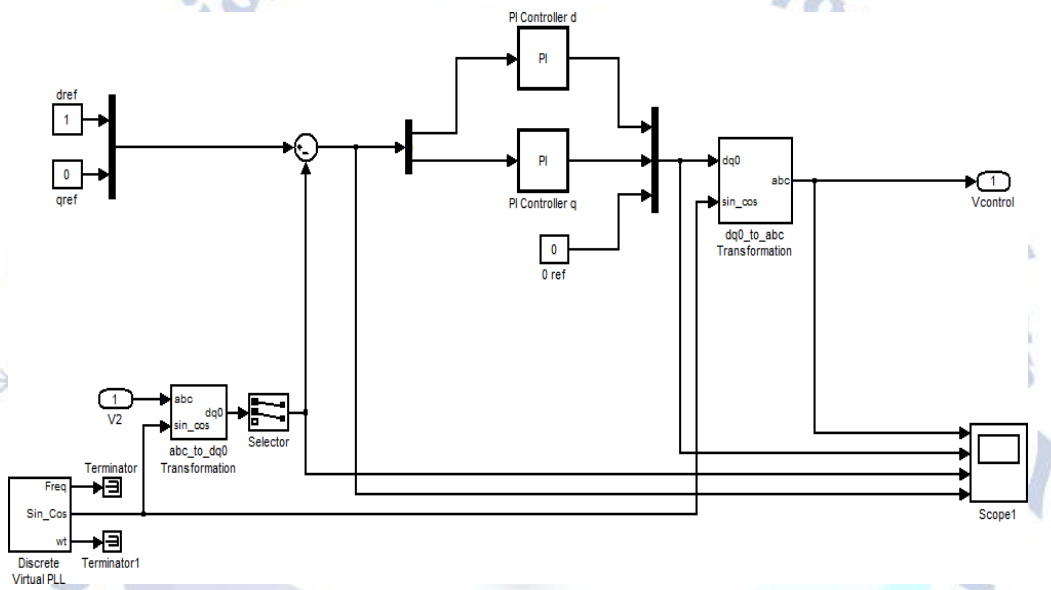 PI Controller d
PI
dref
1
+
-
PI
0
qref
PI Controller q
dq0
abc
sin_cos
1
Vcontrol
dq0_to_abc
Transformation
0
0 ref
1
V2
abc
dq0
sin_cos
Selector
abc_to_dq0
Transformation
Terminator
Freq
Sin_Cos
wt
Scope1
Discrete
Virtual PLL
Terminator1